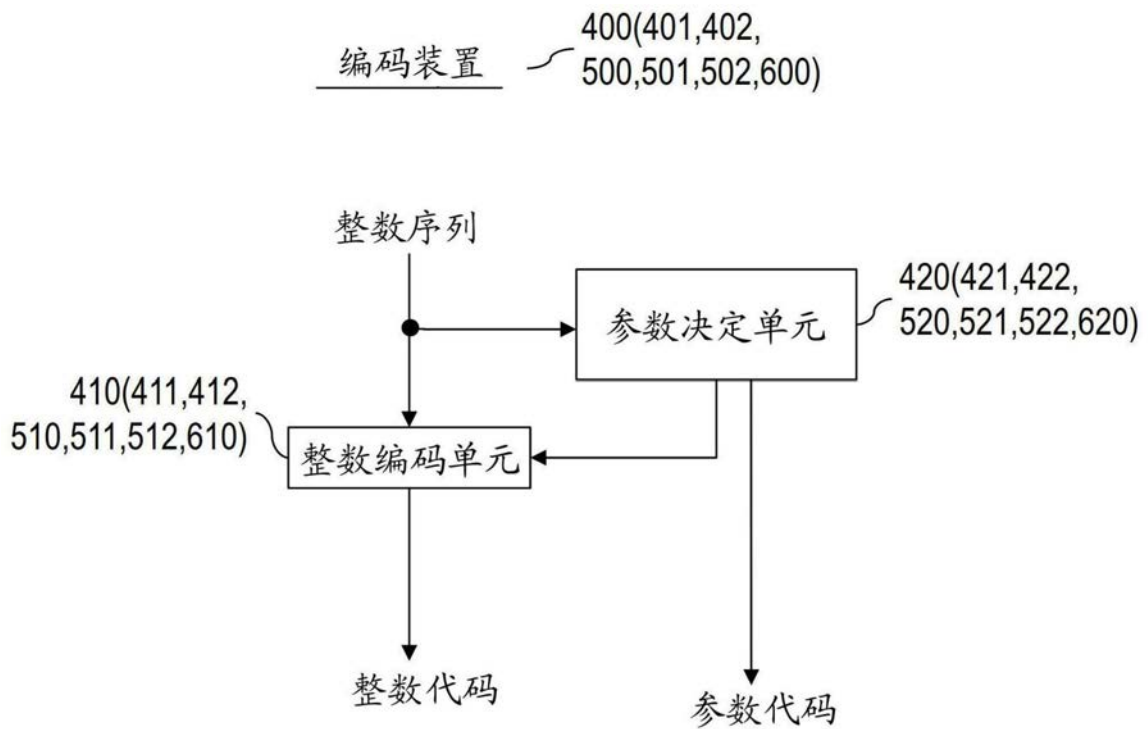 编码装置
400(401,402,
500,501,502,600)
整数序列
参数决定单元
420(421,422,
520,521,522,620)
410(411,412,
510,511,512,610)
整数编码单元
整数代码
参数代码